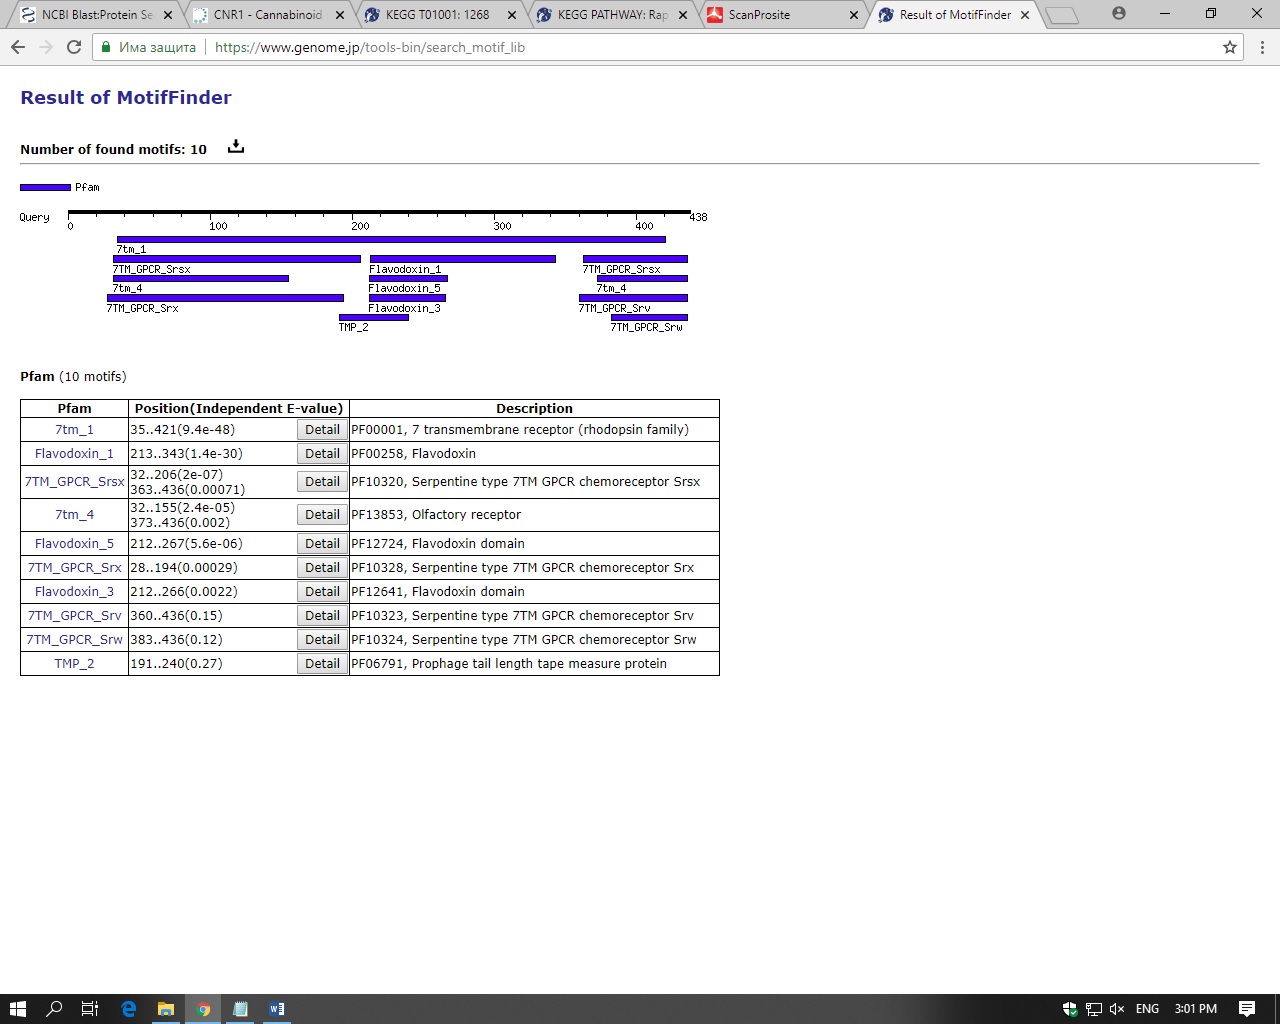 NCBI Blast:Protein Se
CNR1 - Cannabinoid
KEGG T01001: 1268
KEGG PATHWAY: Rap
ScanProsite
Result of MotifFinder
Има защита
https://www.genome.jp/tools-bin/search_motif_lib
Result of MotifFinder
Number of found motifs: 10
Pfam
Query
438
0 100 200 300 400
7tm_1
7TM_GPCR_Srsx Flavodoxin_1 7TM_GPCR_Srsx
7tm_4 Flavodoxin_5 7tm_4
7TM_GPCR_Srx Flavodoxin_3 7TM_GPCR_Srv
TMP_2 7TM_GPCR_Srw
Pfam (10 motifs)
Pfam Position(Independent E-value) Description
7tm_1 35..421(9.4e-48) Detail PF00001, 7 transmembrane receptor (rhodopsin family)
Flavodoxin_1 213..343(1.4e-30) Detail PF00258, Flavodoxin
7TM_GPCR_Srsx 32..206(2e-07) Detail PF10320, Serpentine type 7TM GPCR chemoreceptor Srsx
363..436(0.00071)
7tm_4 32..155(2.4e-05) Detail PF13853, Olfactory receptor
373..436(0.002)
Flavodoxin_5 212..267(5.6e-06) Detail PF12724, Flavodoxin domain
7TM_GPCR_Srx 28..194(0.00029) Detail PF10328, Serpentine type 7TM GPCR chemoreceptor Srx
Flavodoxin_3 212..266(0.0022) Detail PF12641, Flavodoxin domain
7TM_GPCR_Srv 360..436(0.15) Detail PF10323, Serpentine type 7TM GPCR chemoreceptor Srv
7TM_GPCR_Srw 383..436(0.12) Detail PF10324, Serpentine type 7TM GPCR chemoreceptor Srw
TMP_2 191..240(0.27) Detail PF06791, Prophage tail length tape measure protein
ENG 3:01 PM